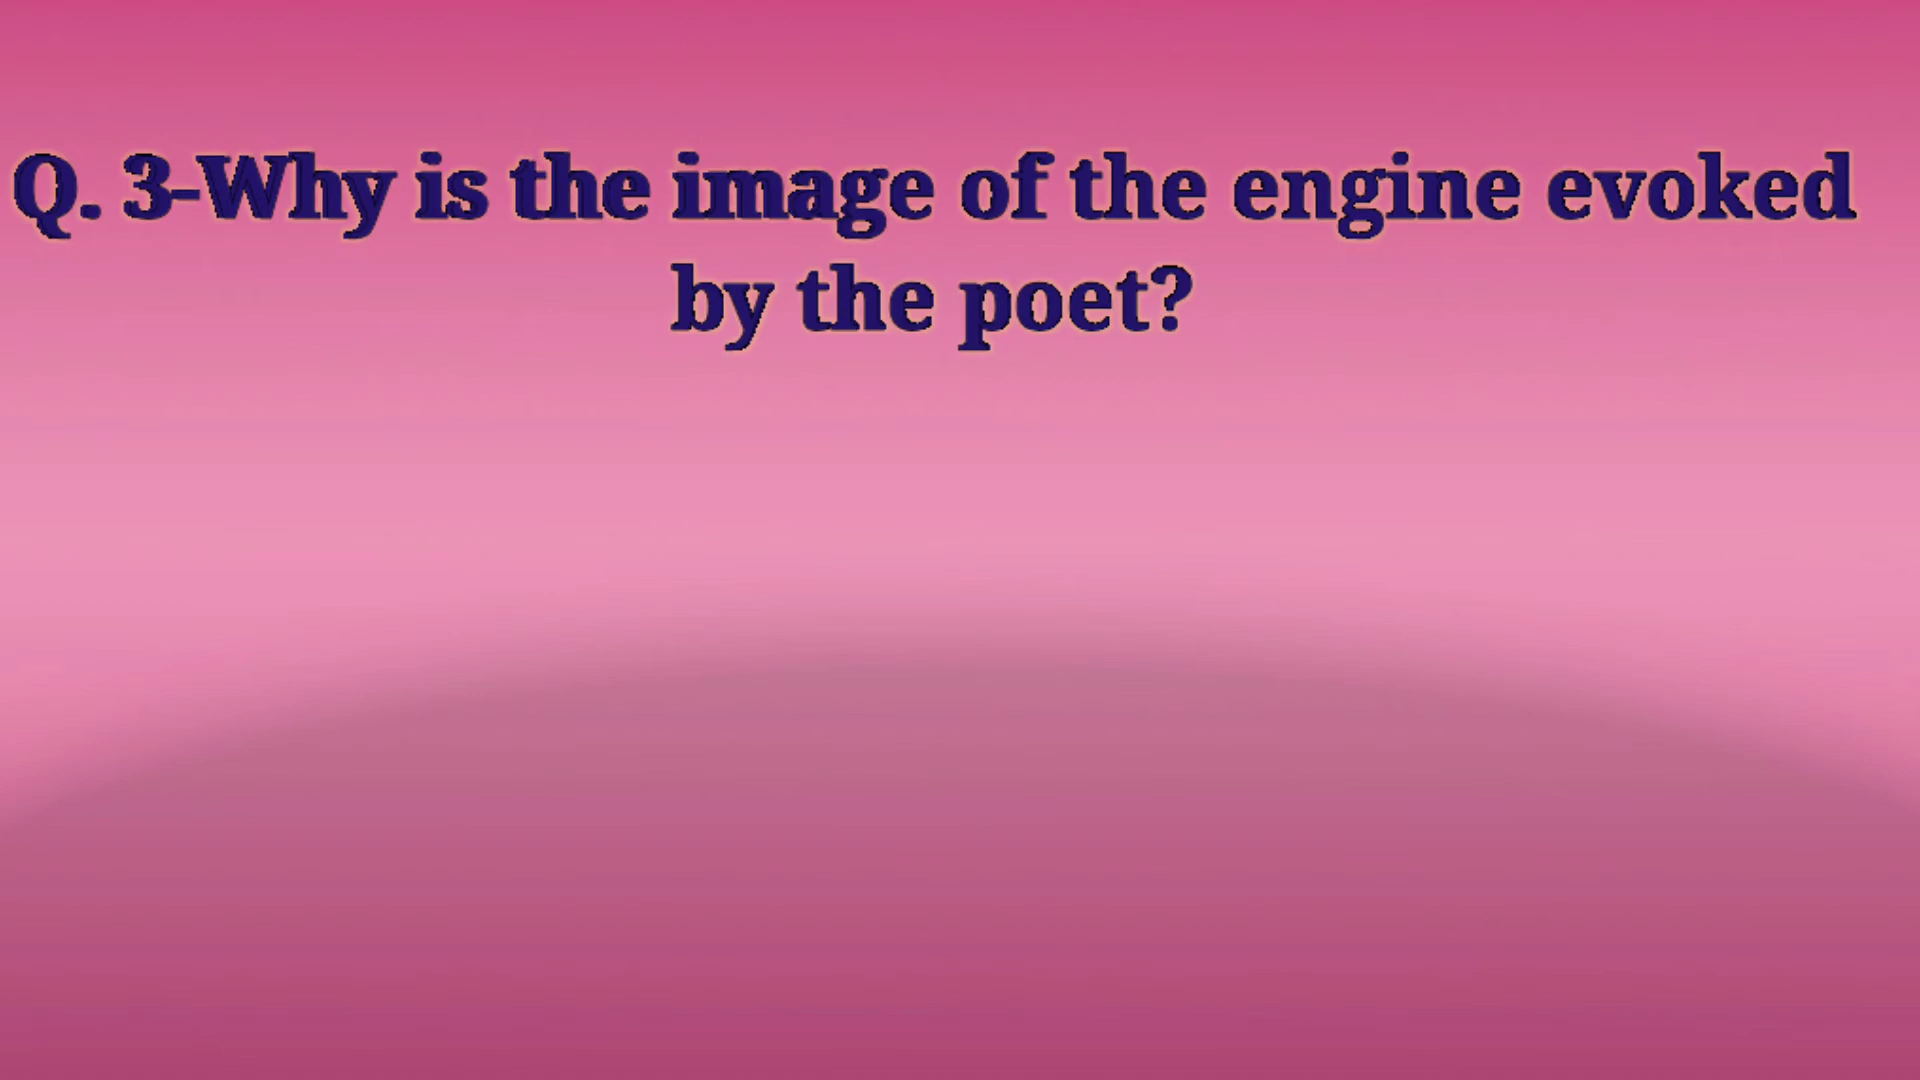 Q. 3-Why is the image of the engine evoked
by the poet?